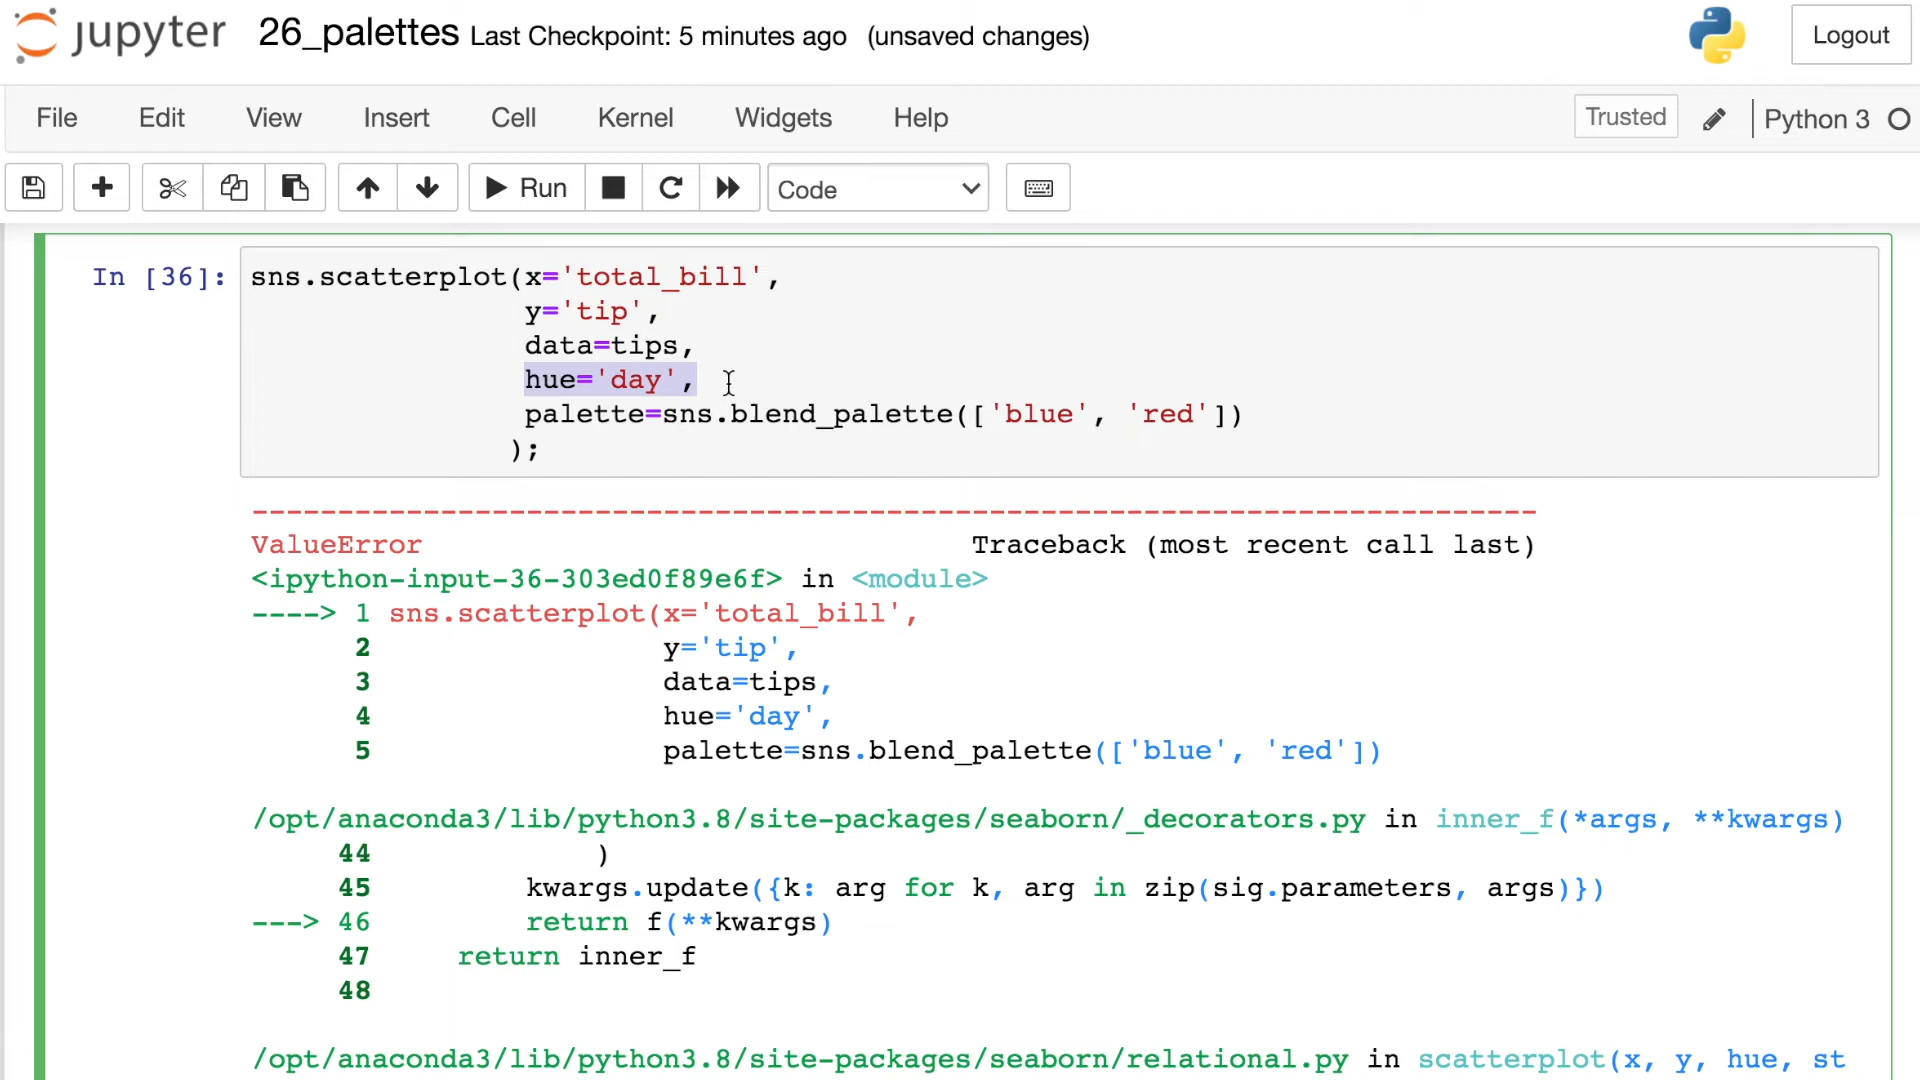 jupyter 26_palettes Last Checkpoint: 5 minutes ago (unsaved changes) Logout
File Edit View Insert Cell Kernel Widgets Help Trusted Python 3
Run Code
In [36]: sns.scatterplot(x='total_bill',
y='tip',
data=tips,
hue='day',
palette=sns.blend_palette(['blue', 'red'])
);
---------------------------------------------------------------------------
ValueError Traceback (most recent call last)
<ipython-input-36-303ed0f89e6f> in <module>
----> 1 sns.scatterplot(x='total_bill',
2 y='tip',
3 data=tips,
4 hue='day',
5 palette=sns.blend_palette(['blue', 'red'])
/opt/anaconda3/lib/python3.8/site-packages/seaborn/_decorators.py in inner_f(*args, **kwargs)
44 )
45 kwargs.update({k: arg for k, arg in zip(sig.parameters, args)})
---> 46 return f(**kwargs)
47 return inner_f
48
/opt/anaconda3/lib/python3.8/site-packages/seaborn/relational.py in scatterplot(x, y, hue, st